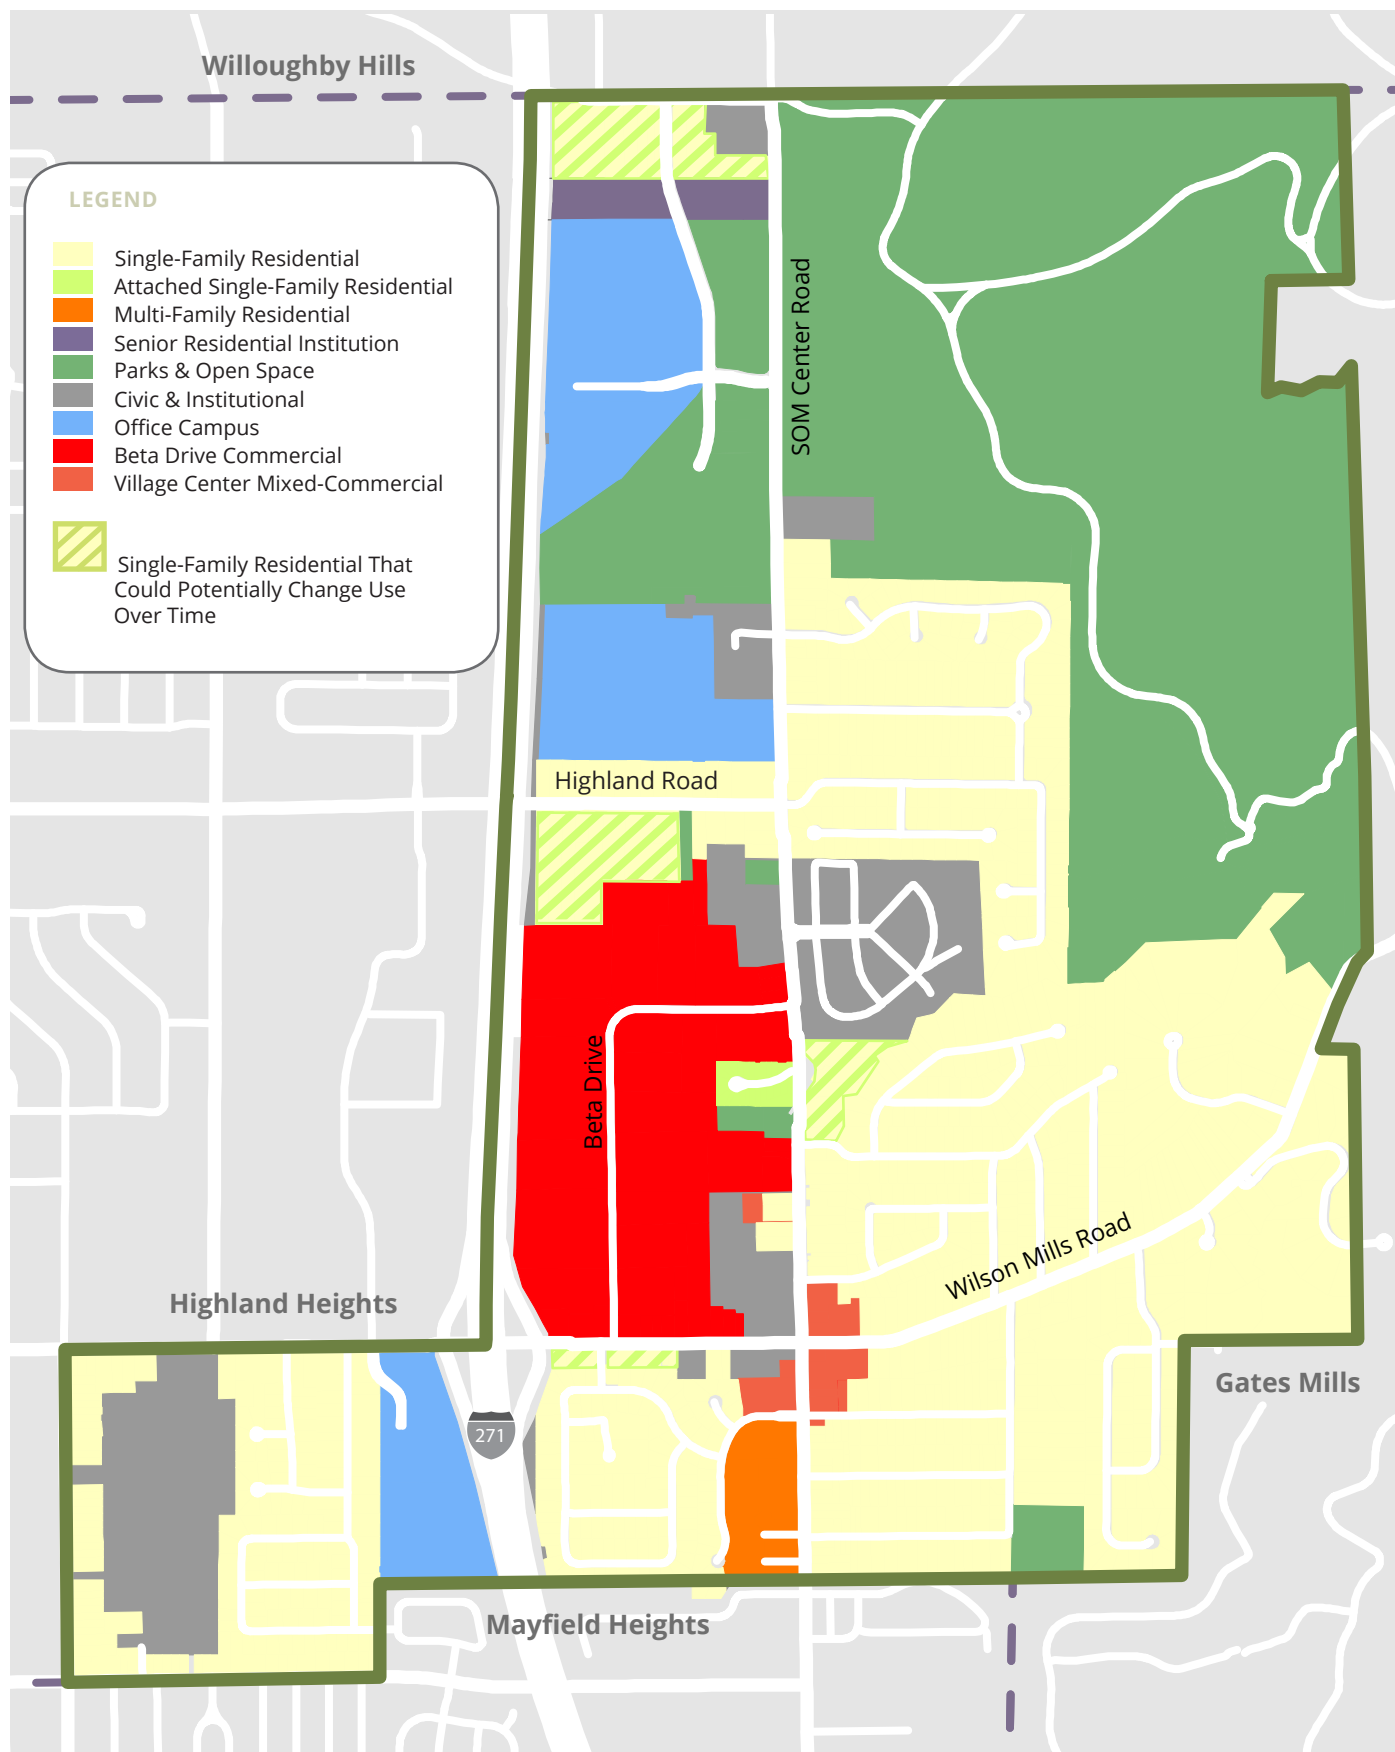 Willoughby Hills
LEGEND
Single-Family Residential
Attached Single-Family Residential
Multi-Family Residential
Senior Residential Institution
Parks & Open Space
Civic & Institutional
Office Campus
Beta Drive Commercial
Village Center Mixed-Commercial
Single-Family Residential That
Could Potentially Change Use
Over Time
SOM Center Road
Highland Road
Beta Drive
Wilson Mills Road
Highland Heights
Gates Mills
271
Mayfield Heights